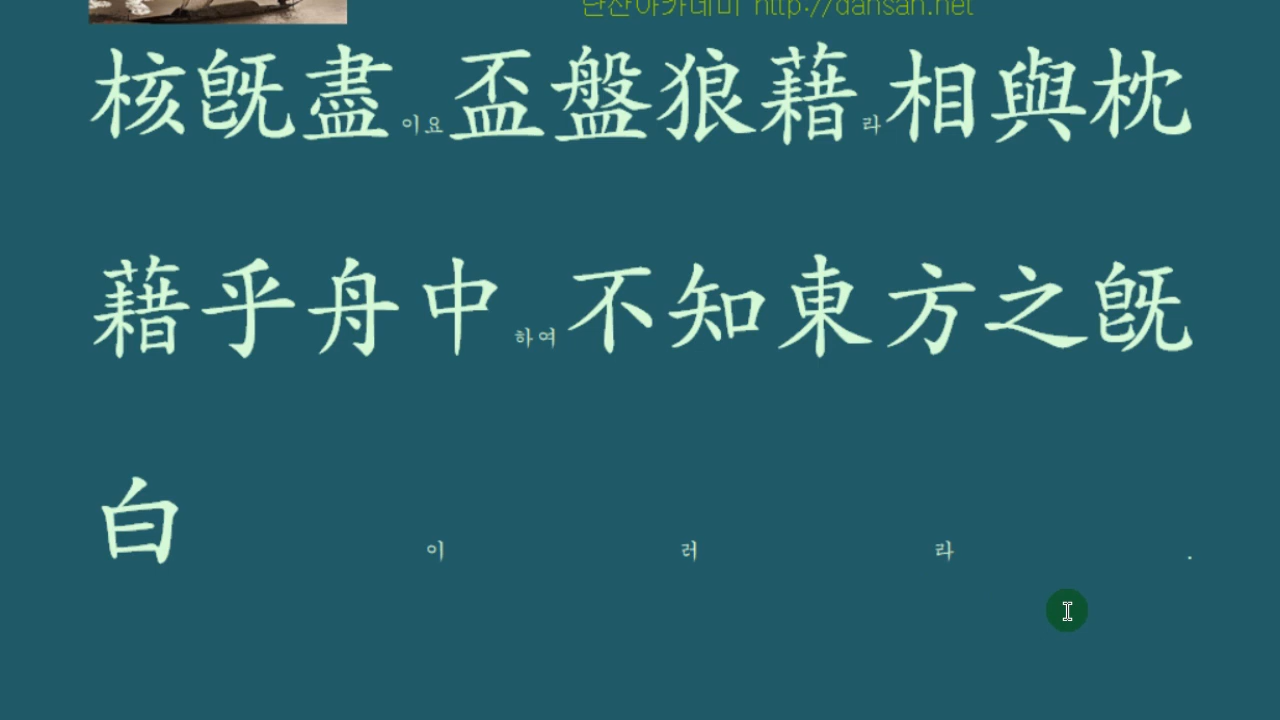 단산아카데미 http://dansan.net
核旣盡이요盃盤狼藉라相與枕
藉乎舟中하여不知東方之旣
白이러라.